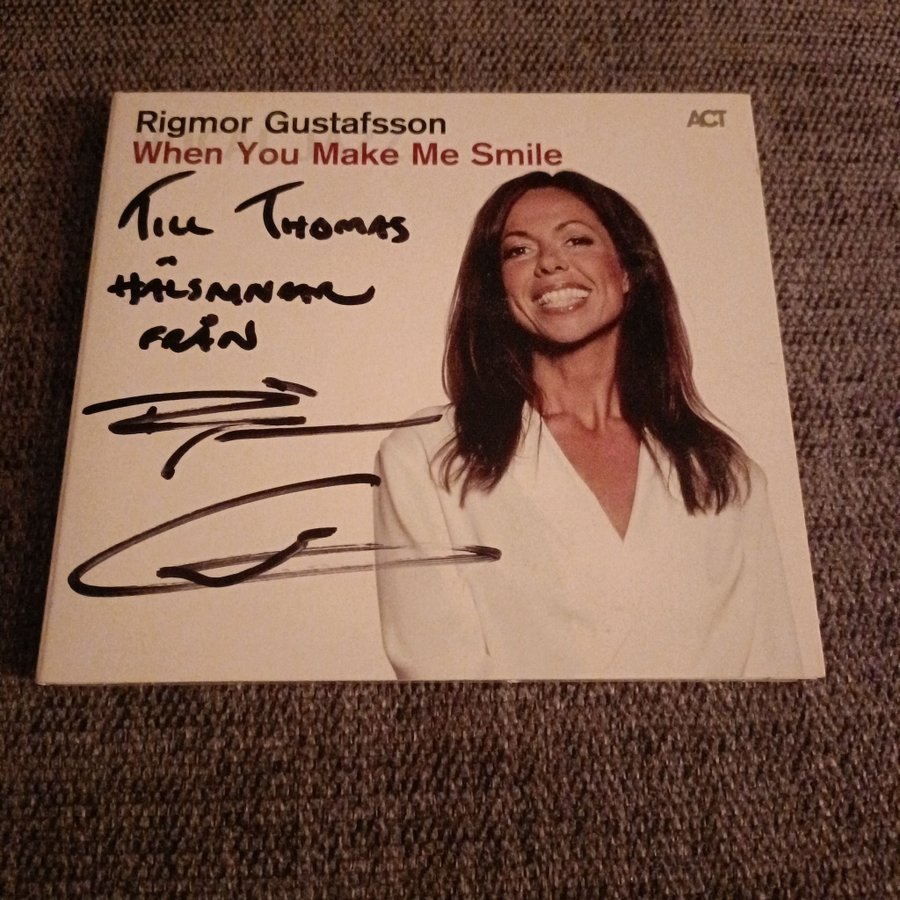 Rigmor Gustafsson
ACT
When You Make Me Smile
TILL THOMAS
HÄLSNINGAR
FRÅN